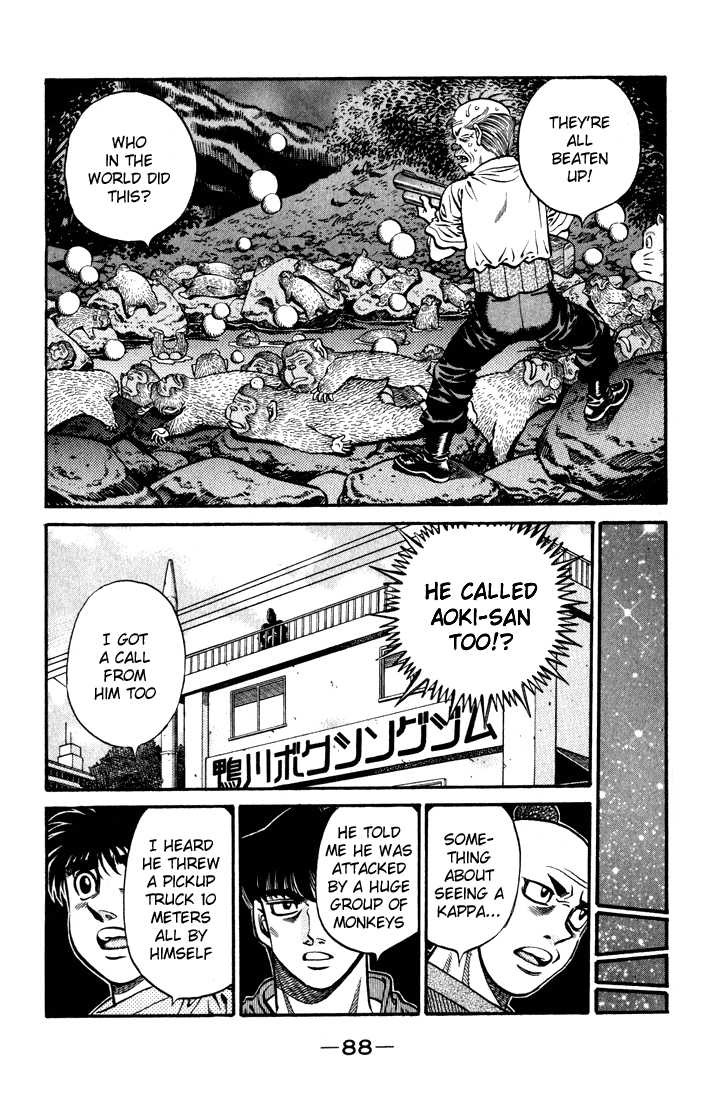 THEY'RE
ALL
BEATEN
UP!
WHO
IN THE
WORLD DID
THIS?
HE CALLED
AOKI-SAN
TOO!?
I GOT
A CALL
FROM
HIM TOO
鴨川ボクシングジム
SOME-
THING
ABOUT
SEEING A
KAPPA...
HE TOLD
ME HE WAS
ATTACKED
BY A HUGE
GROUP OF
MONKEYS
I HEARD
HE THREW
A PICKUP
TRUCK 10
METERS
ALL BY
HIMSELF
—88—